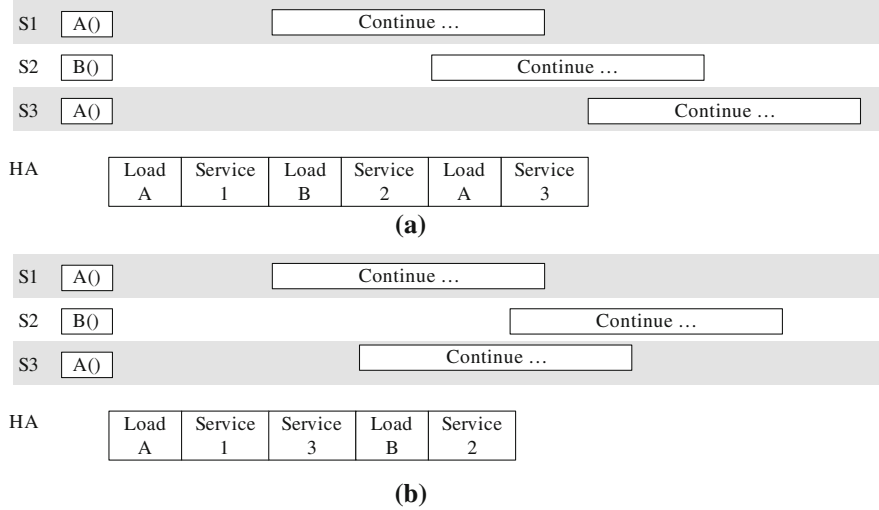 S1 A() Continue ...
S2 B() Continue ...
S3 A() Continue ...
HA Load Service Load Service Load Service
A 1 B 2 A 3
(a)
S1 A() Continue ...
S2 B() Continue ...
S3 A() Continue ...
HA Load Service Service Load Service
A 1 3 B 2
(b)